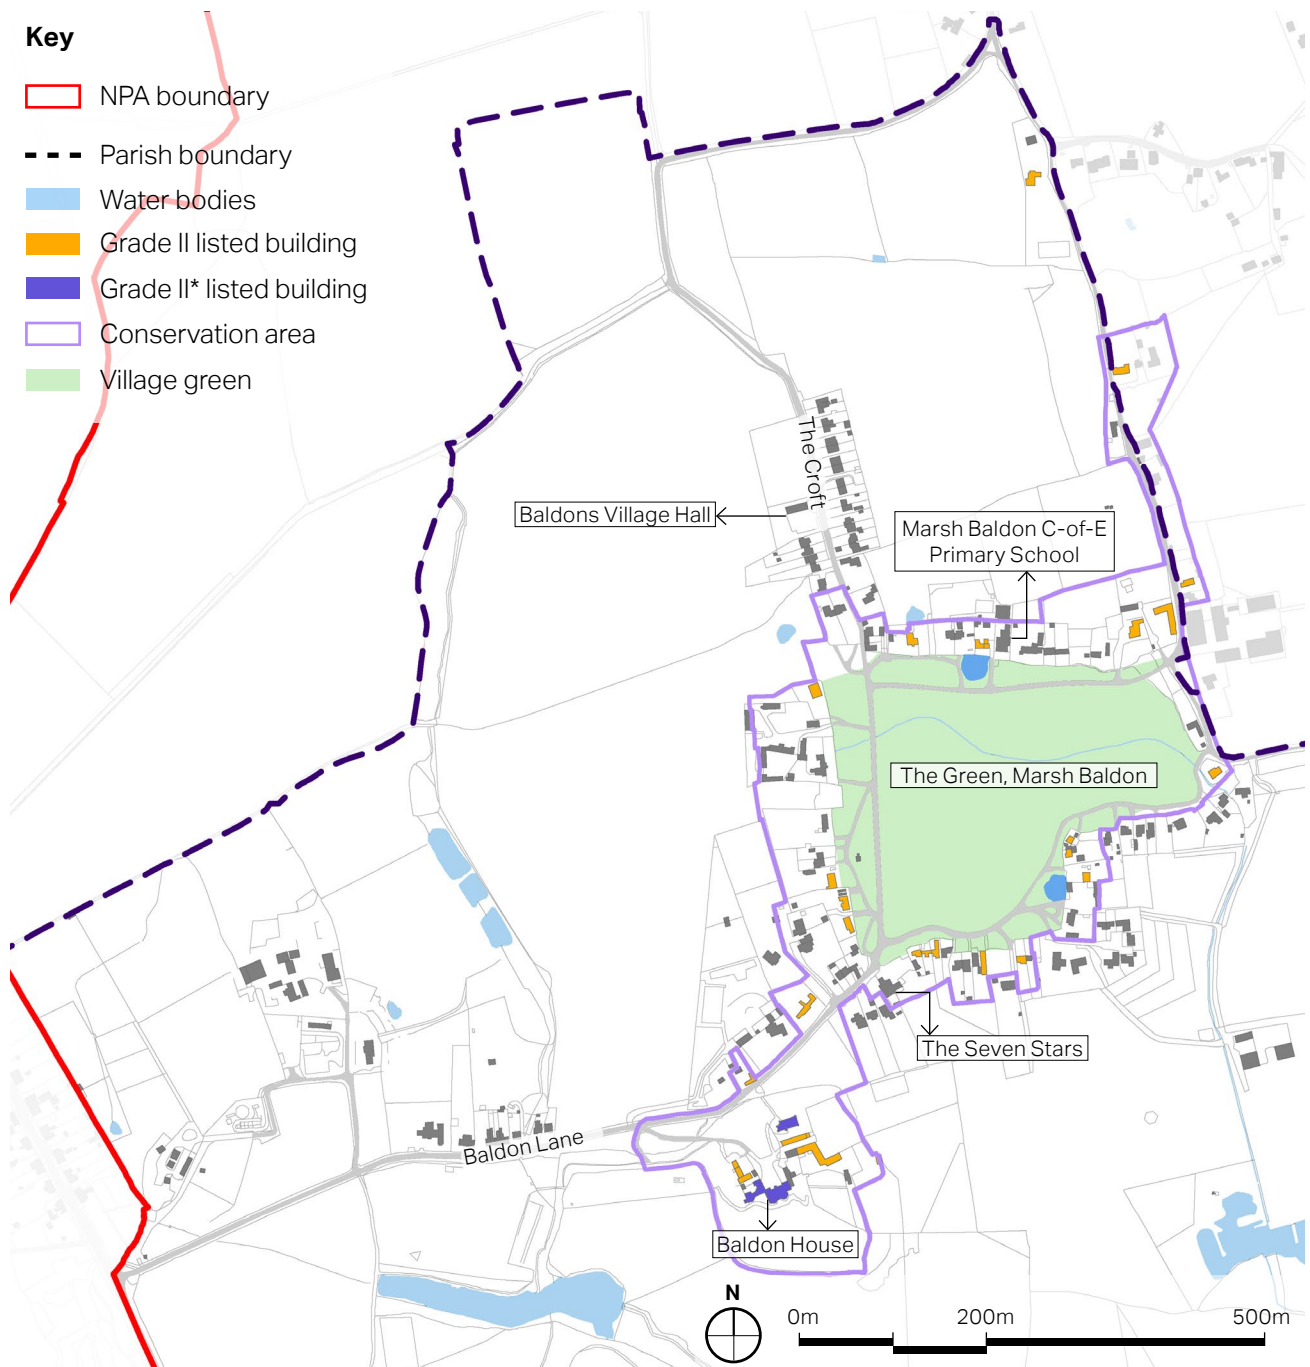 Key
NPA boundary
Parish boundary
Water bodies
Grade II listed building
Grade II* listed building
Conservation area
Village green
The Croft
Baldons Village Hall
Marsh Baldon C-of-E
Primary School
The Green, Marsh Baldon
The Seven Stars
Baldon Lane
Baldon House
N
0m 200m 500m